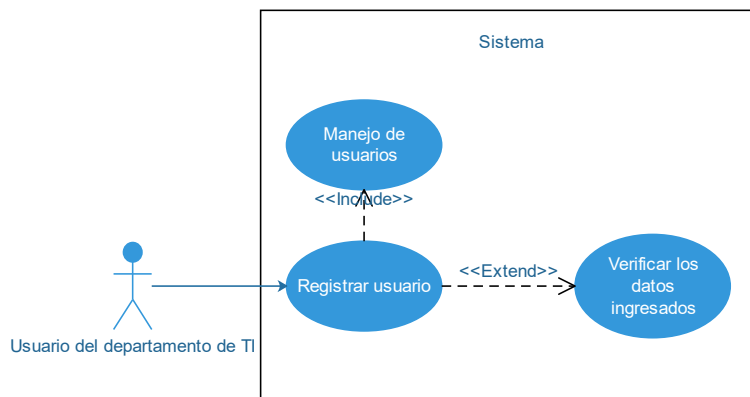 Sistema
Manejo de
usuarios
<<Include>>
Registrar usuario
<<Extend>>
Verificar los
datos
ingresados
Usuario del departamento de TI